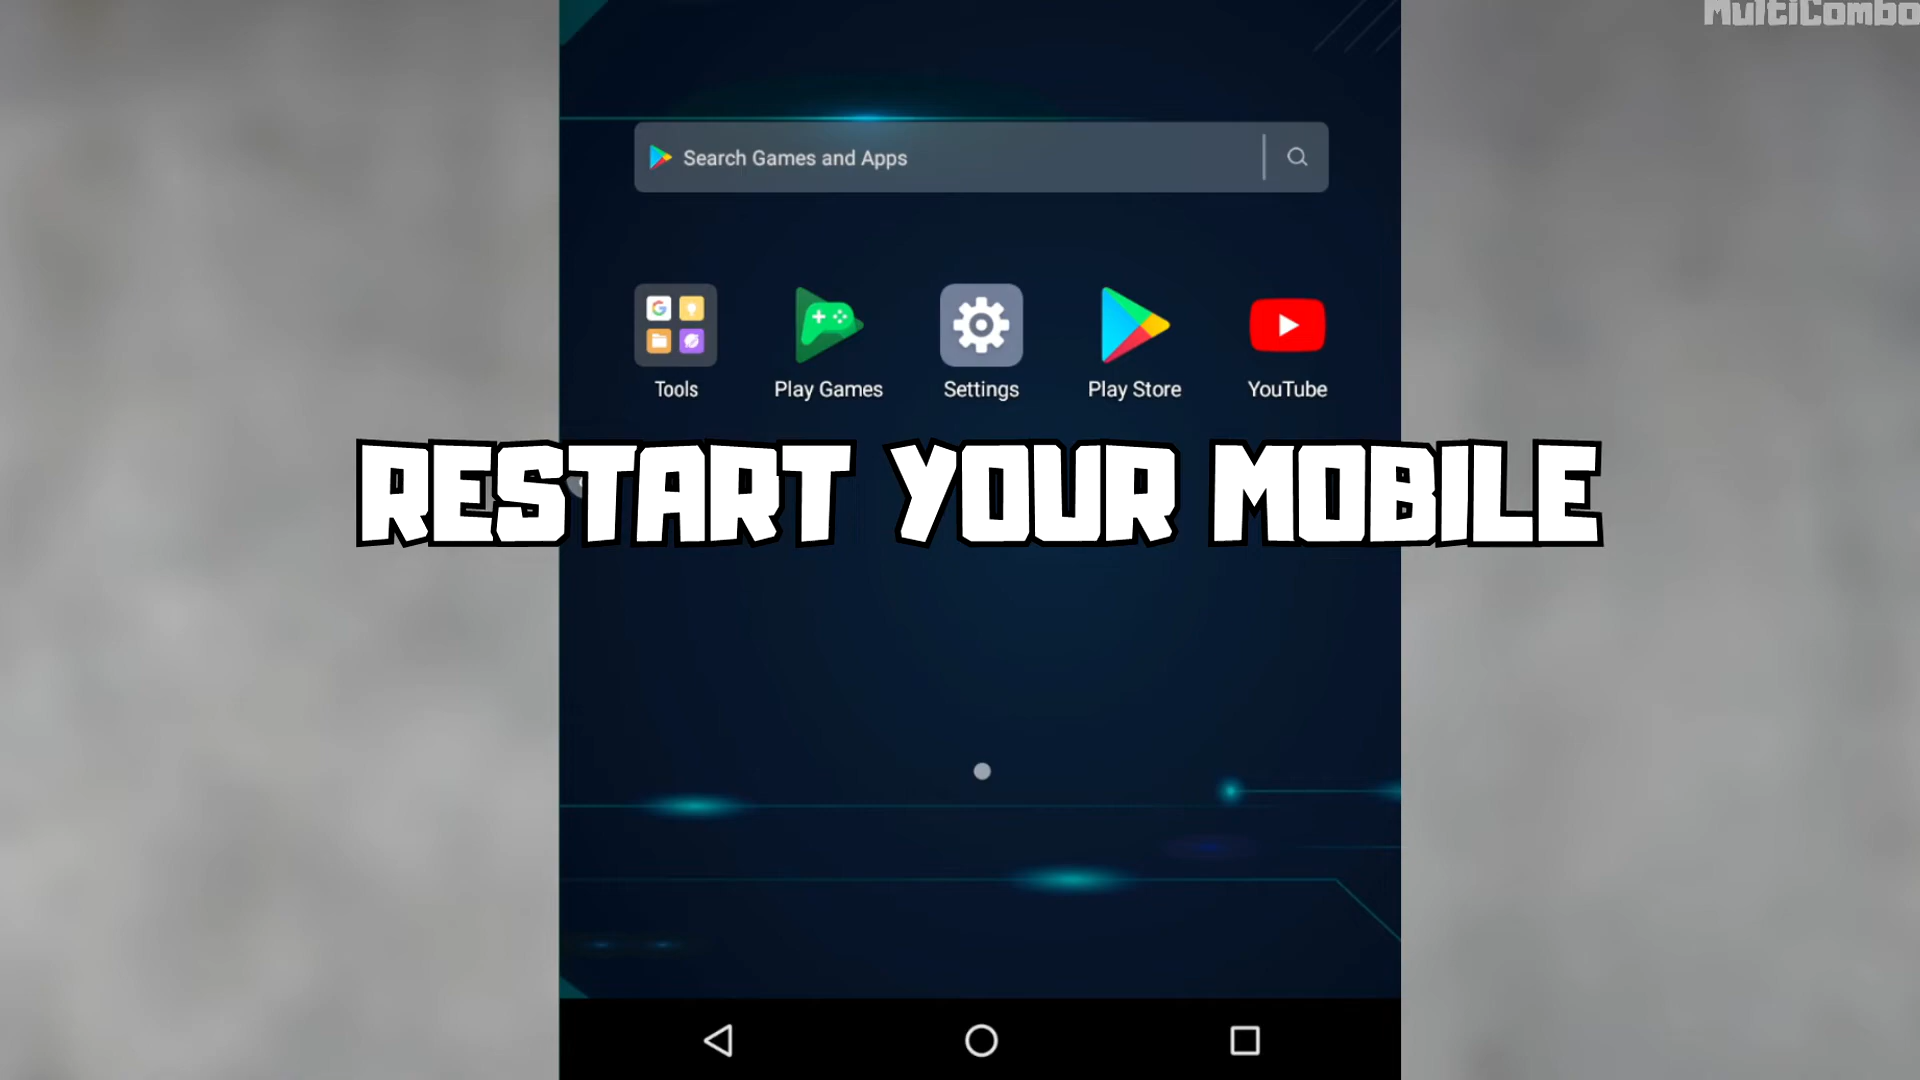 MultiCombo
Search Games and Apps
Tools
Play Games
Settings
Play Store
YouTube
RESTART YOUR MOBILE